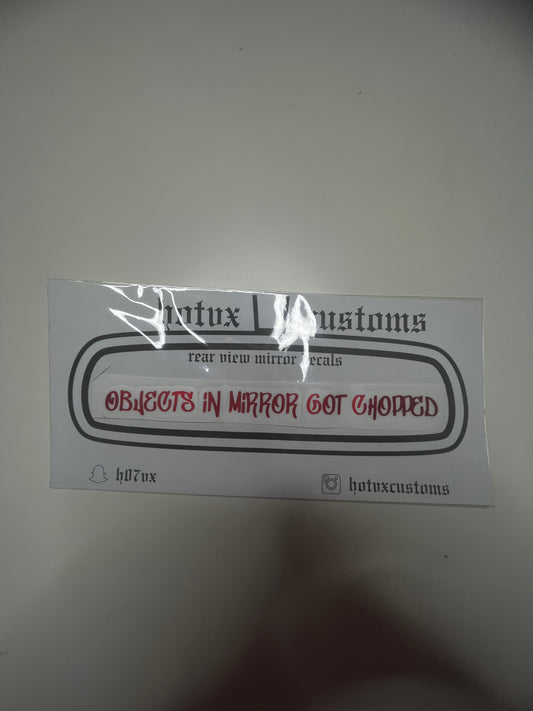 hotvx customs
rear view mirror decals
OBJECTS iN MiRROR GOT CHOPPED
h07vx
hotvxcustoms